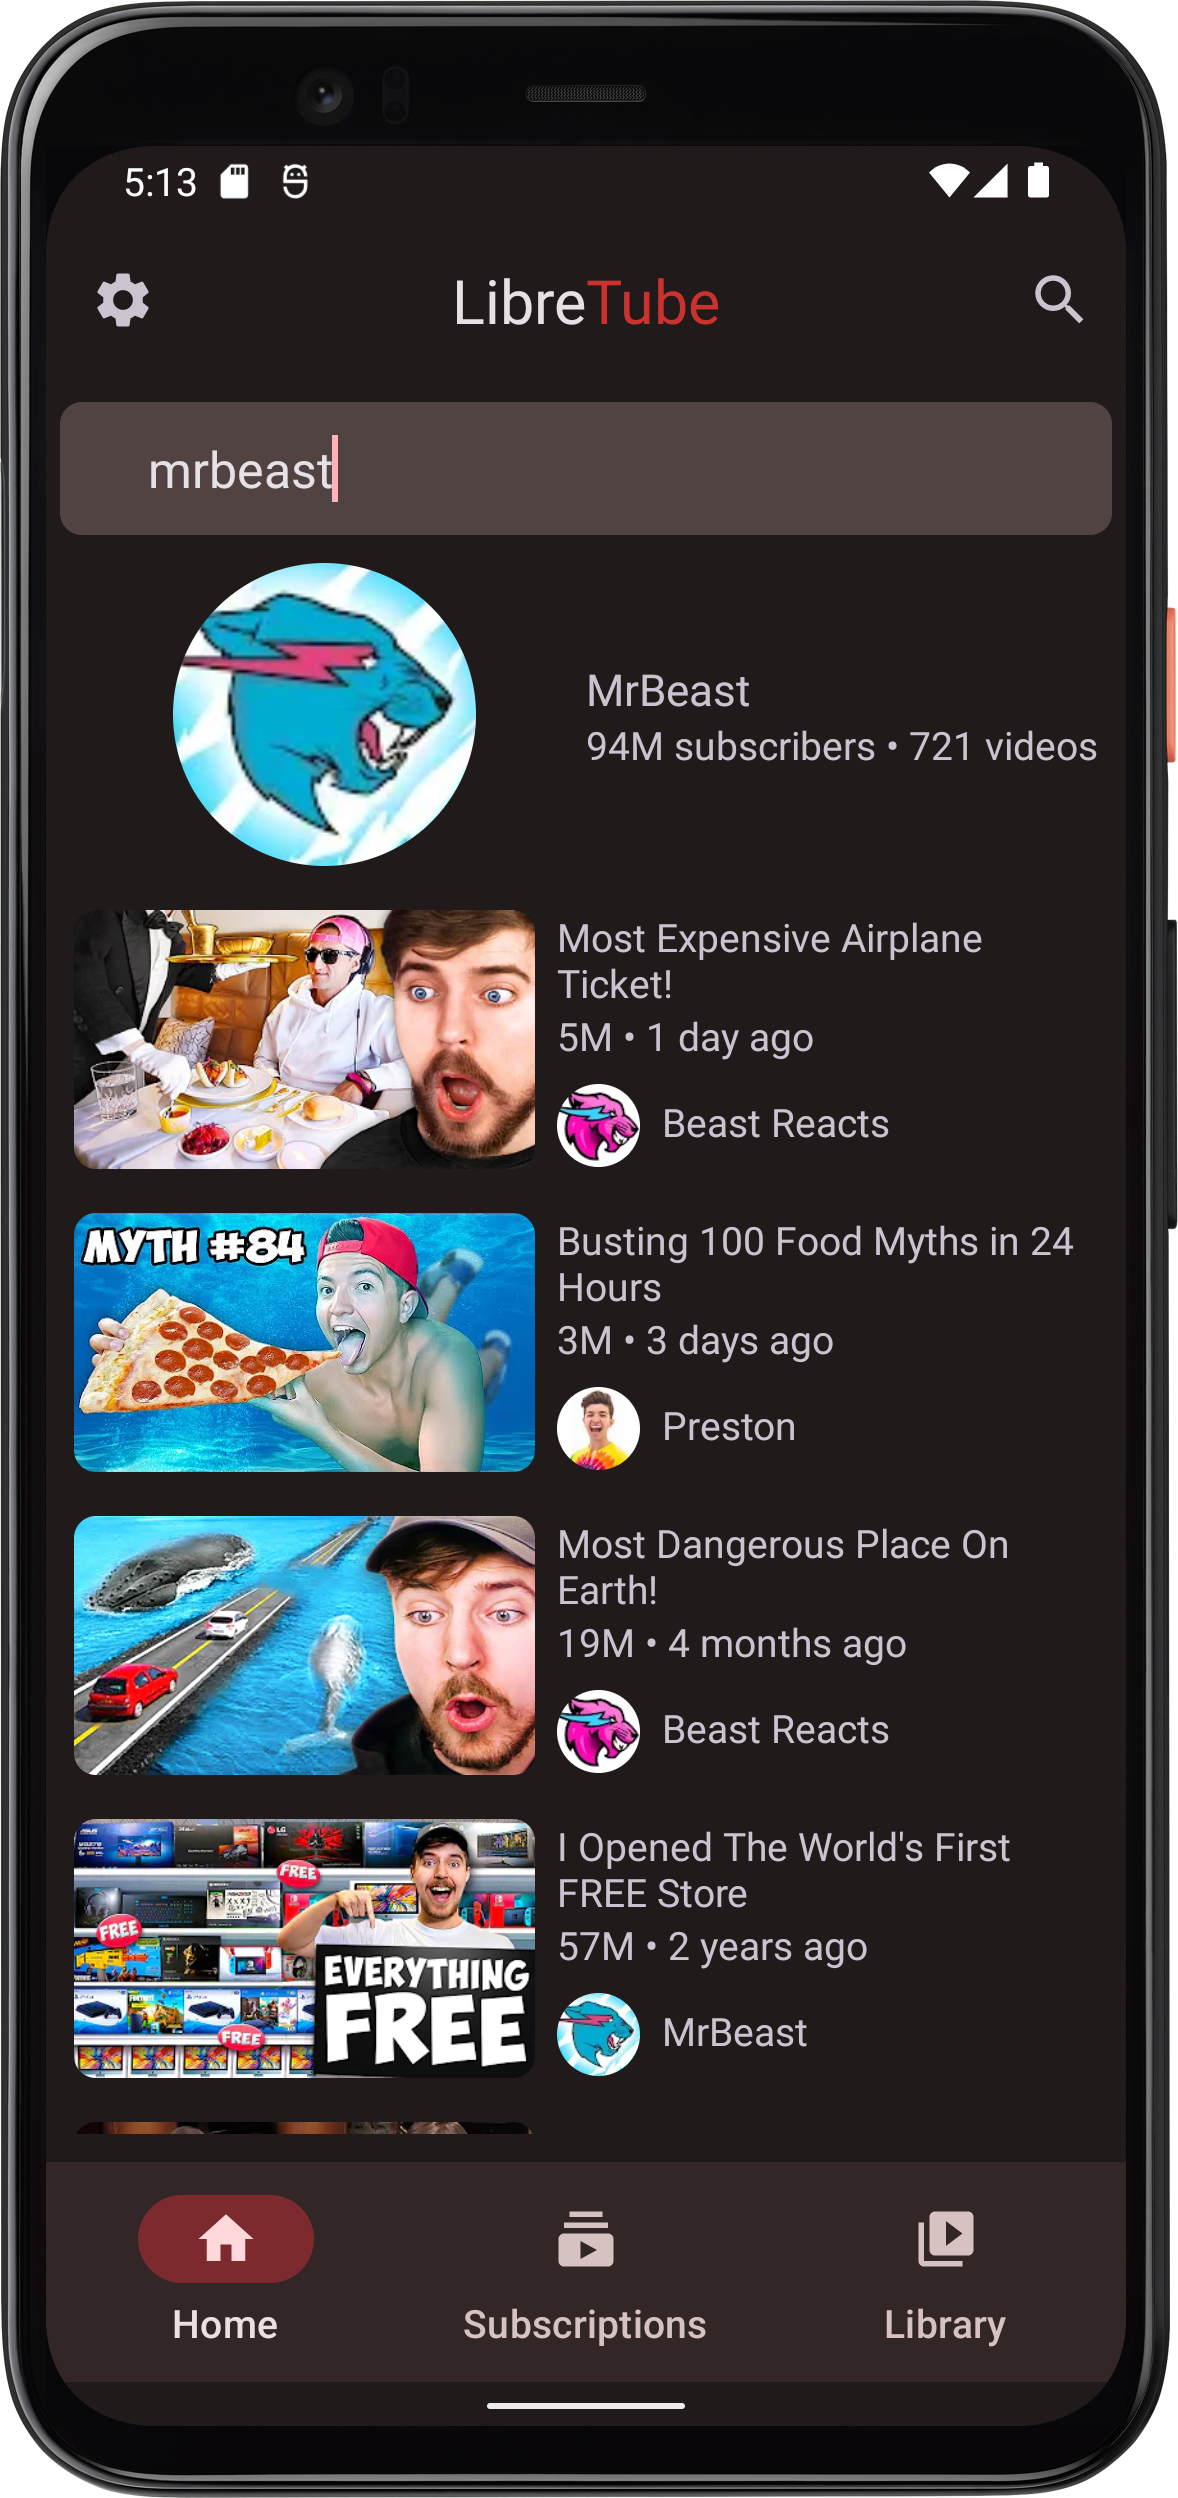 5:13
LibreTube
mrbeast
MrBeast
94M subscribers • 721 videos
Most Expensive Airplane
Ticket!
5M • 1 day ago
Beast Reacts
MYTH #84
Busting 100 Food Myths in 24
Hours
3M • 3 days ago
Preston
Most Dangerous Place On
Earth!
19M • 4 months ago
Beast Reacts
LG
FREE
FREE
EVERYTHING
FREE
FREE
I Opened The World's First
FREE Store
57M • 2 years ago
MrBeast
Home
Subscriptions
Library